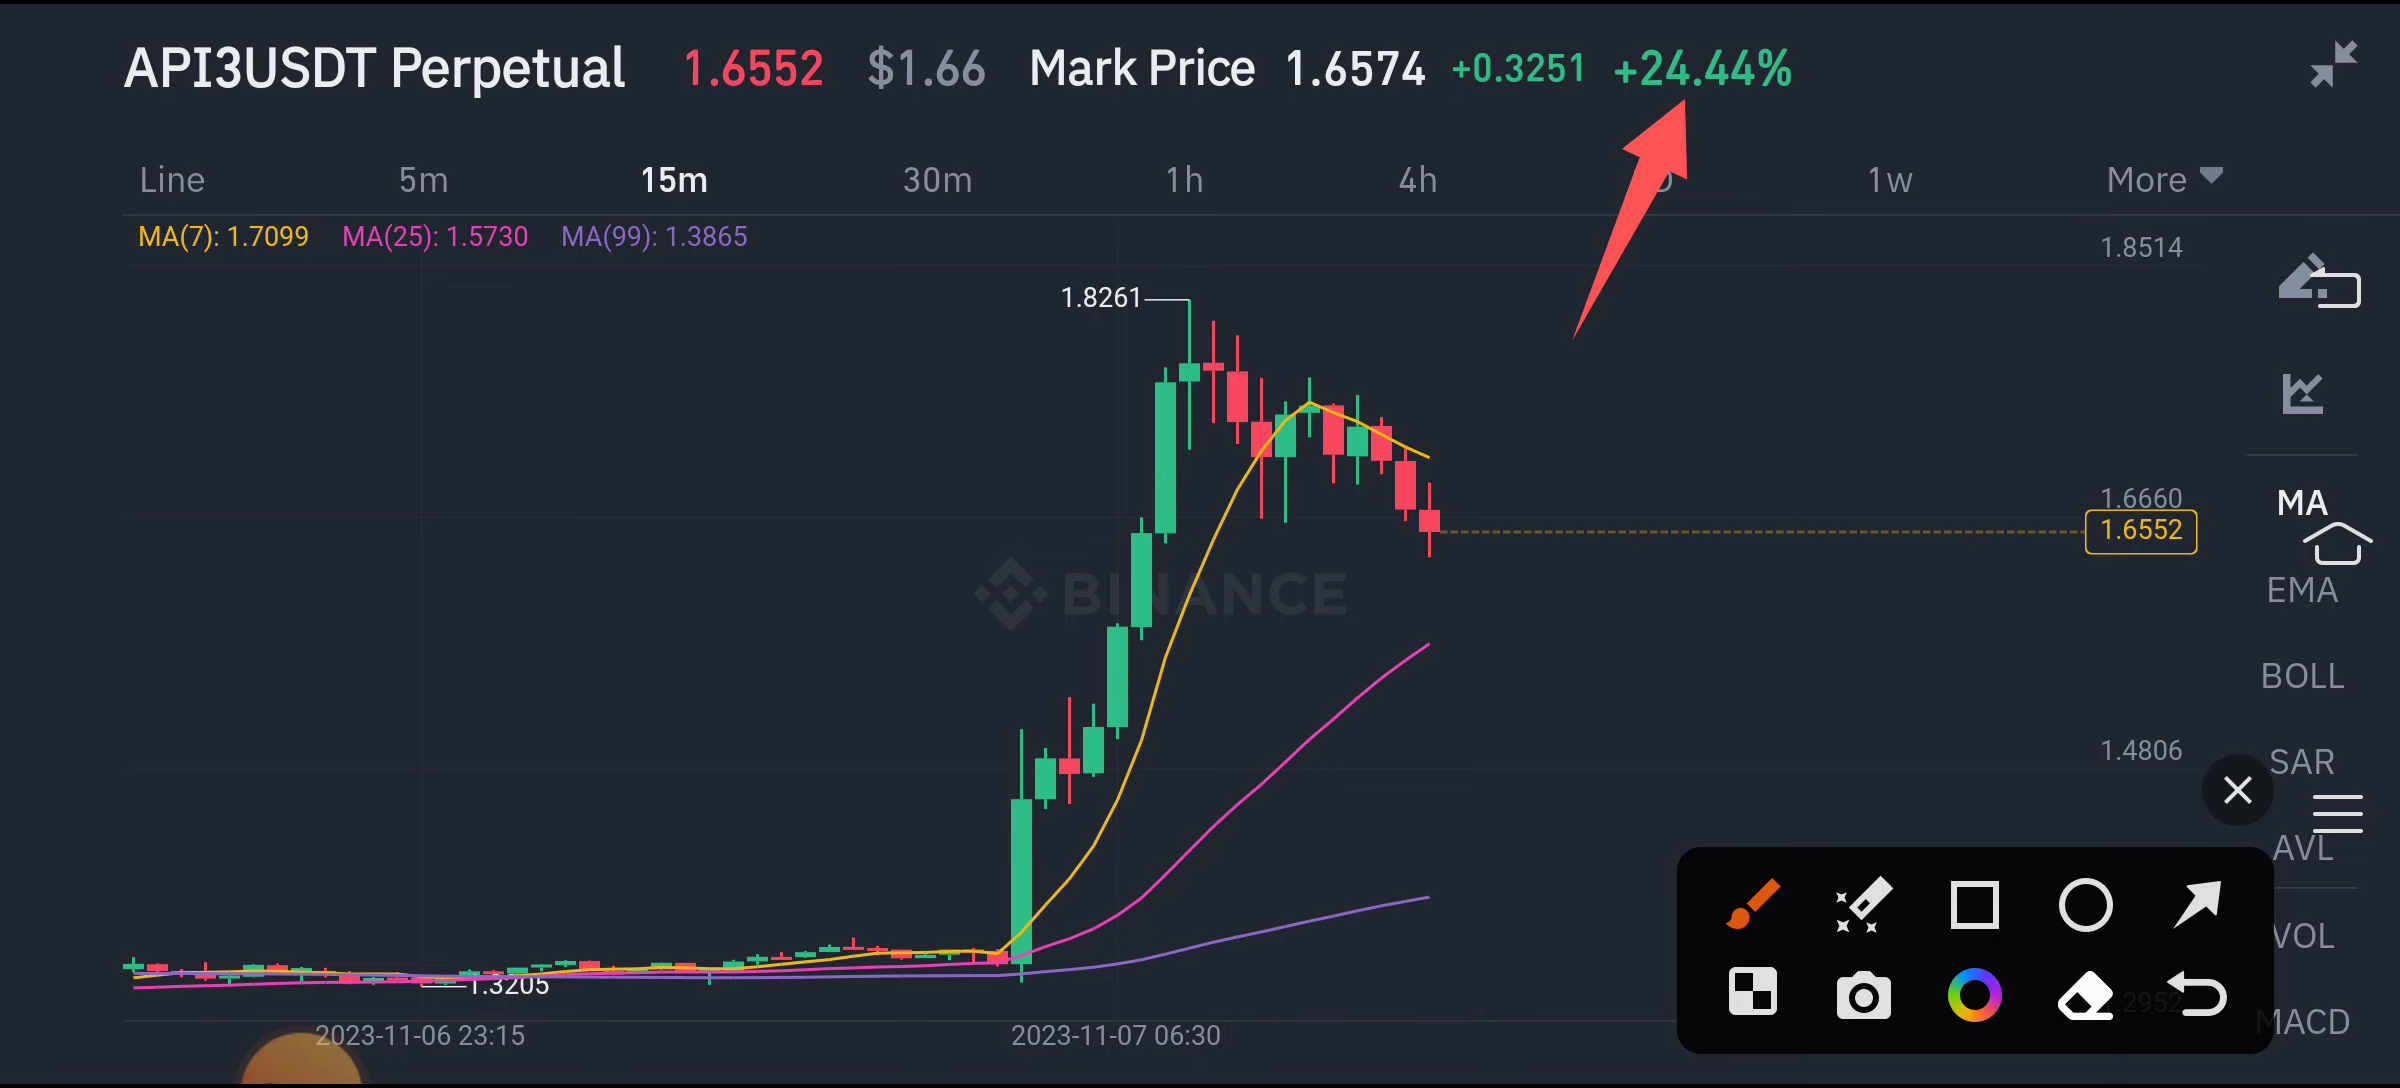 API3USDT Perpetual 1.6552 $1.66 Mark Price 1.6574 +0.3251 +24.44%
Line 5m 15m 30m 1h 4h 1w More
MA(7): 1.7099 MA(25): 1.5730 MA(99): 1.3865
1.8514
1.8261
1.6660
1.6552
MA
BINANCE
EMA
BOLL
1.4806
SAR
AVL
VOL
1.3205
1.2952
MACD
2023-11-06 23:15 2023-11-07 06:30